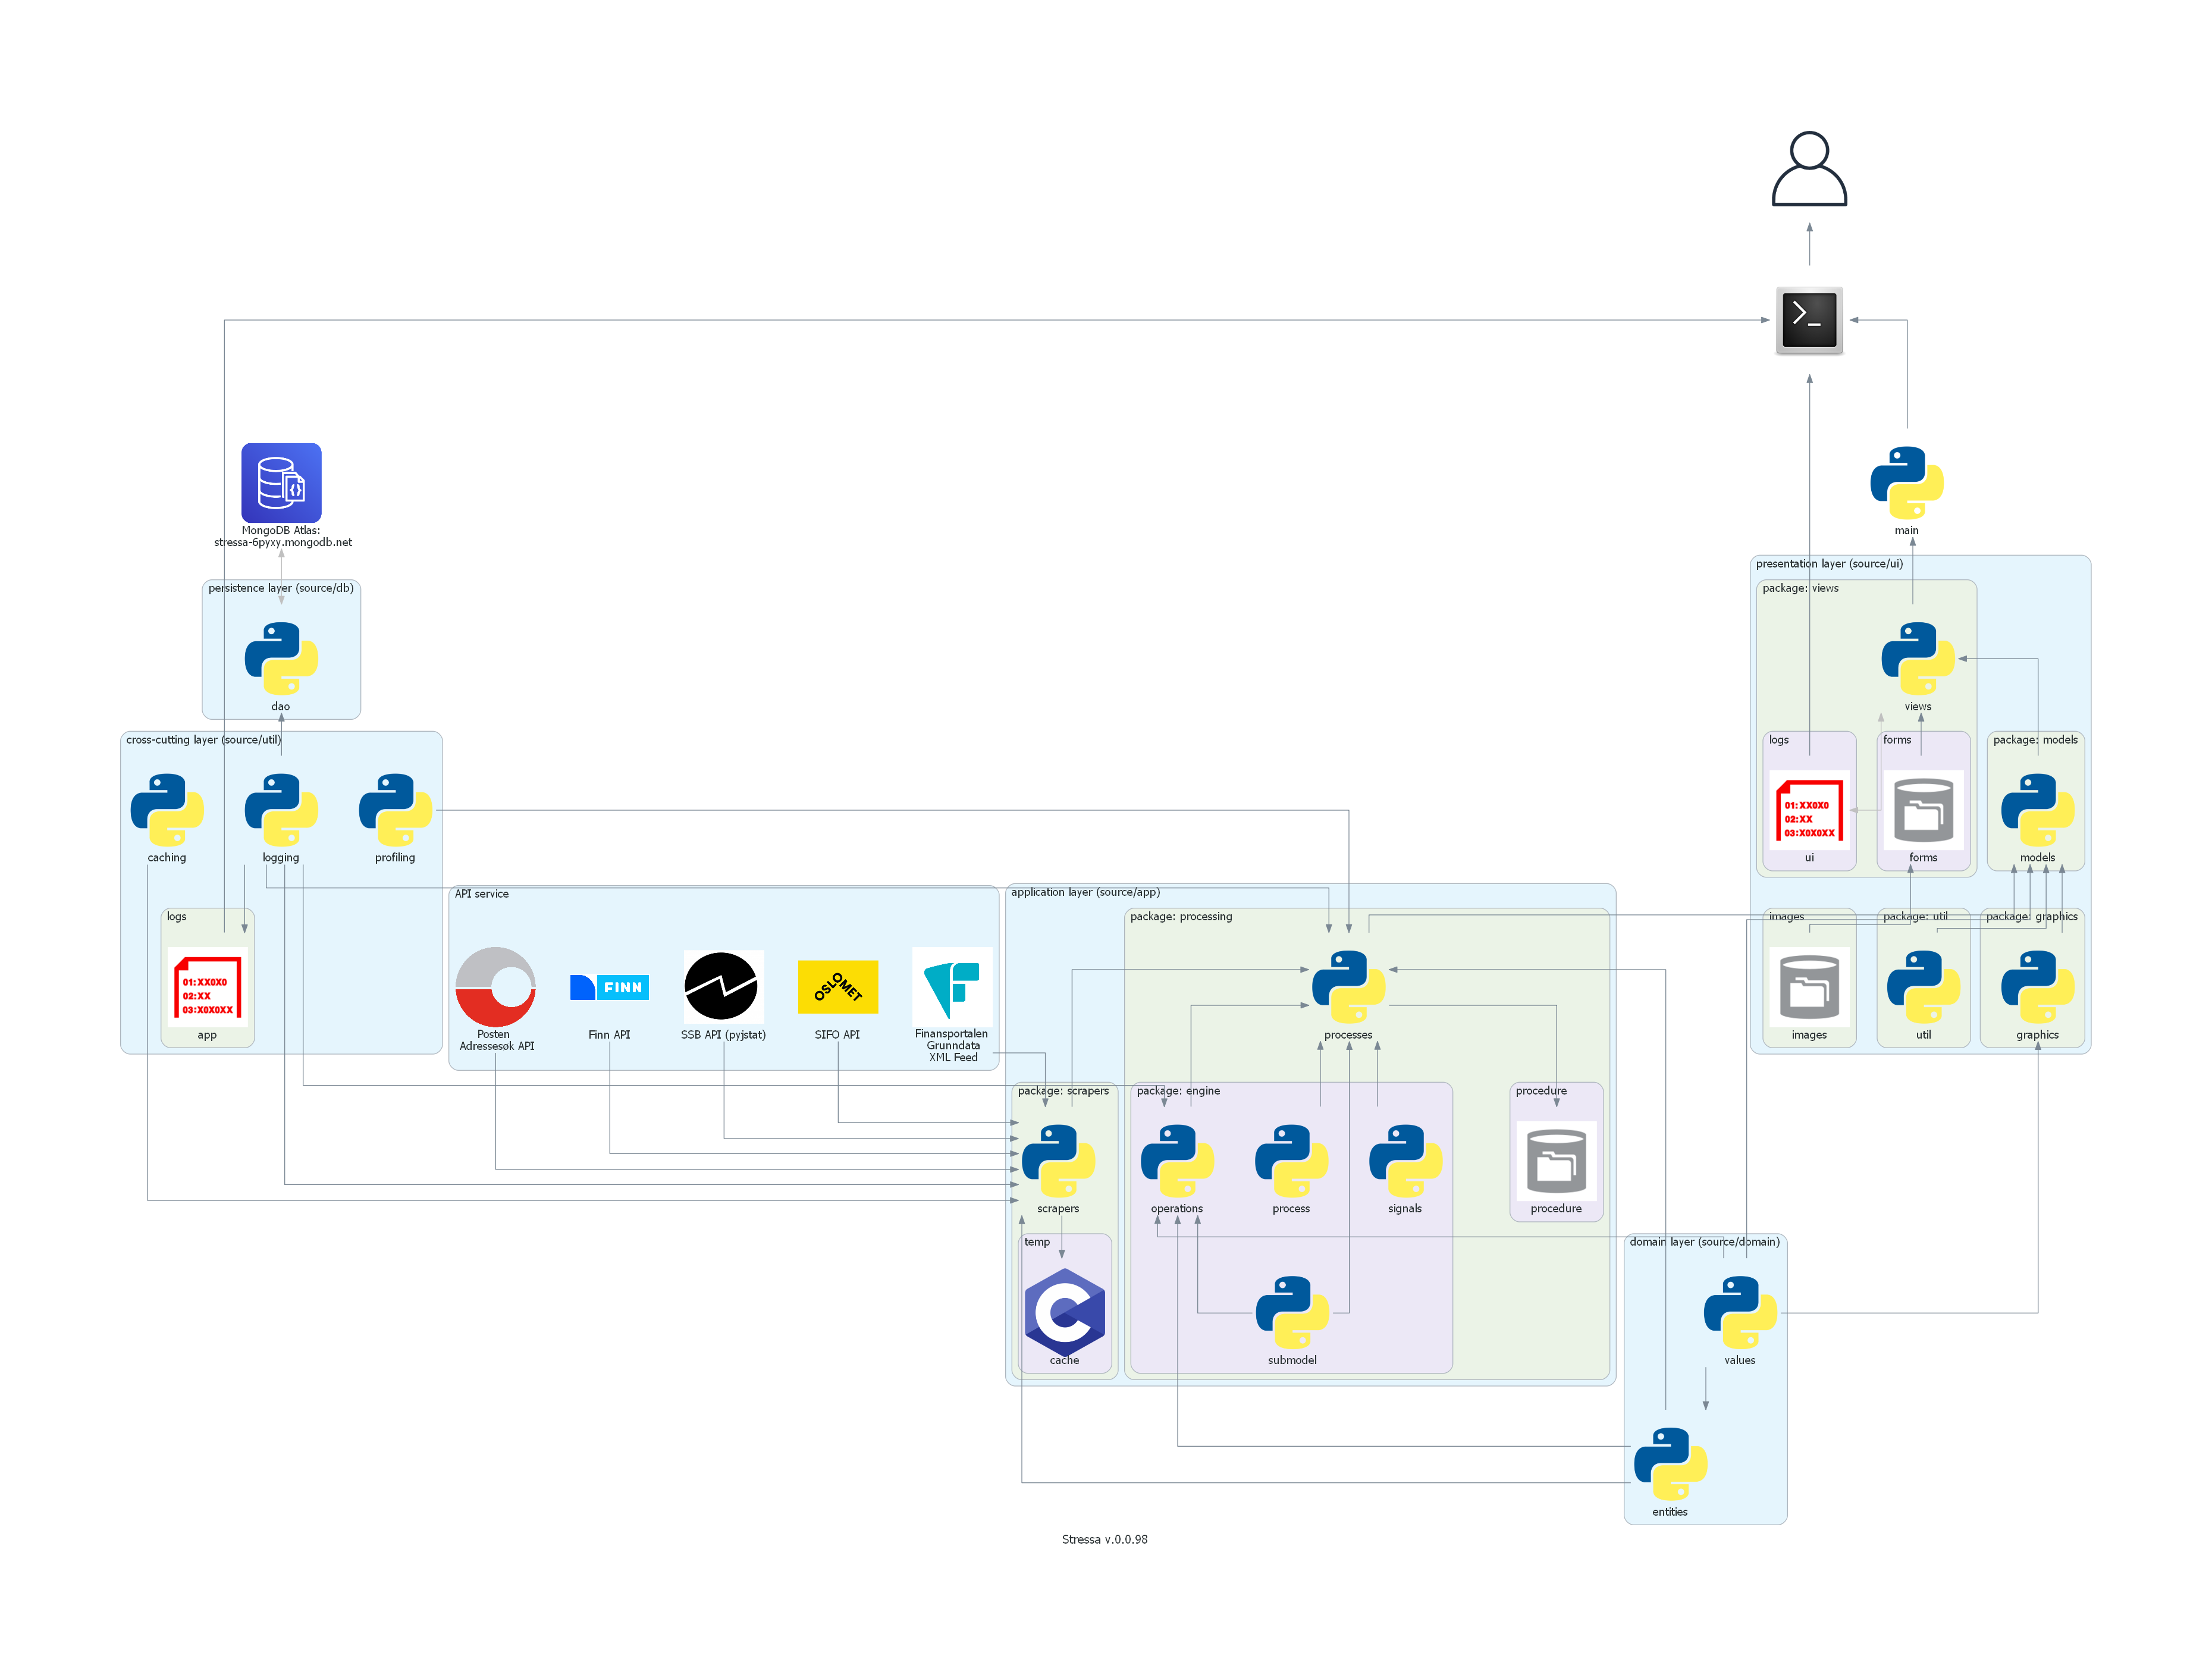 >_
main
MongoDB Atlas:
stressa-6pyxy.mongodb.net
persistence layer (source/db)
dao
cross-cutting layer (source/util)
caching
logging
profiling
logs
01:XX0X0
02:XX
03:X0X0XX
app
presentation layer (source/ui)
package: views
views
logs
01:XX0X0
02:XX
03:X0X0XX
ui
forms
forms
package: models
models
images
images
package: util
util
package: graphics
graphics
API service
Posten
Adressesøk API
FINN
Finn API
SSB API (pyjstat)
OSLOMET
SIFO API
Finansportalen
Grunndata
XML Feed
application layer (source/app)
package: processing
processes
package: scrapers
scrapers
temp
C
cache
package: engine
operations
process
signals
submodel
procedure
procedure
domain layer (source/domain)
values
entities
Stressa v.0.0.98